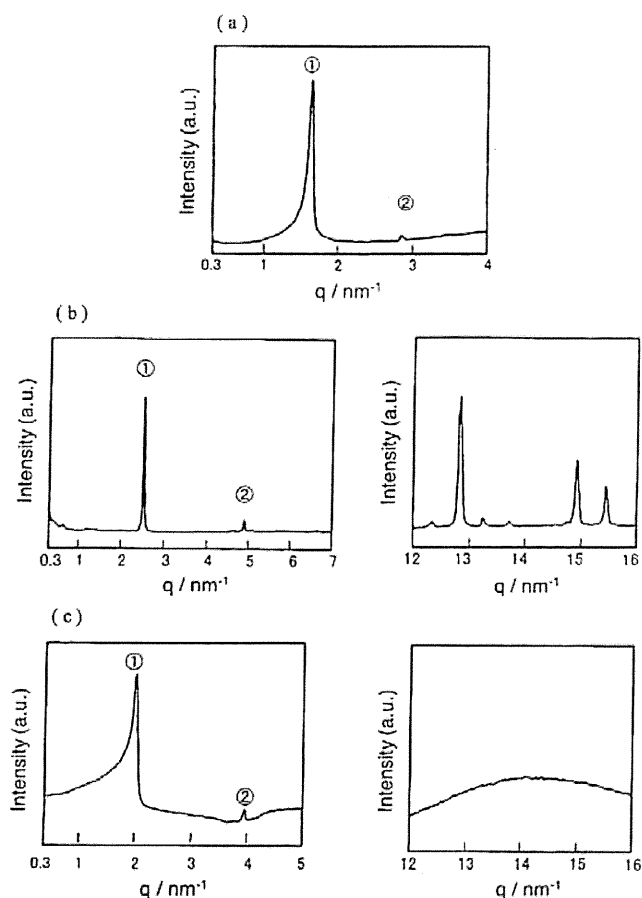 (a)
Intensity (a.u.)
①
②
0.3 1 2 3 4
q / nm⁻¹
(b)
Intensity (a.u.)
①
②
0.3 1 2 3 4 5 6 7
q / nm⁻¹
Intensity (a.u.)
12 13 14 15 16
q / nm⁻¹
(c)
Intensity (a.u.)
①
②
0.3 1 2 3 4 5
q / nm⁻¹
Intensity (a.u.)
12 13 14 15 16
q / nm⁻¹